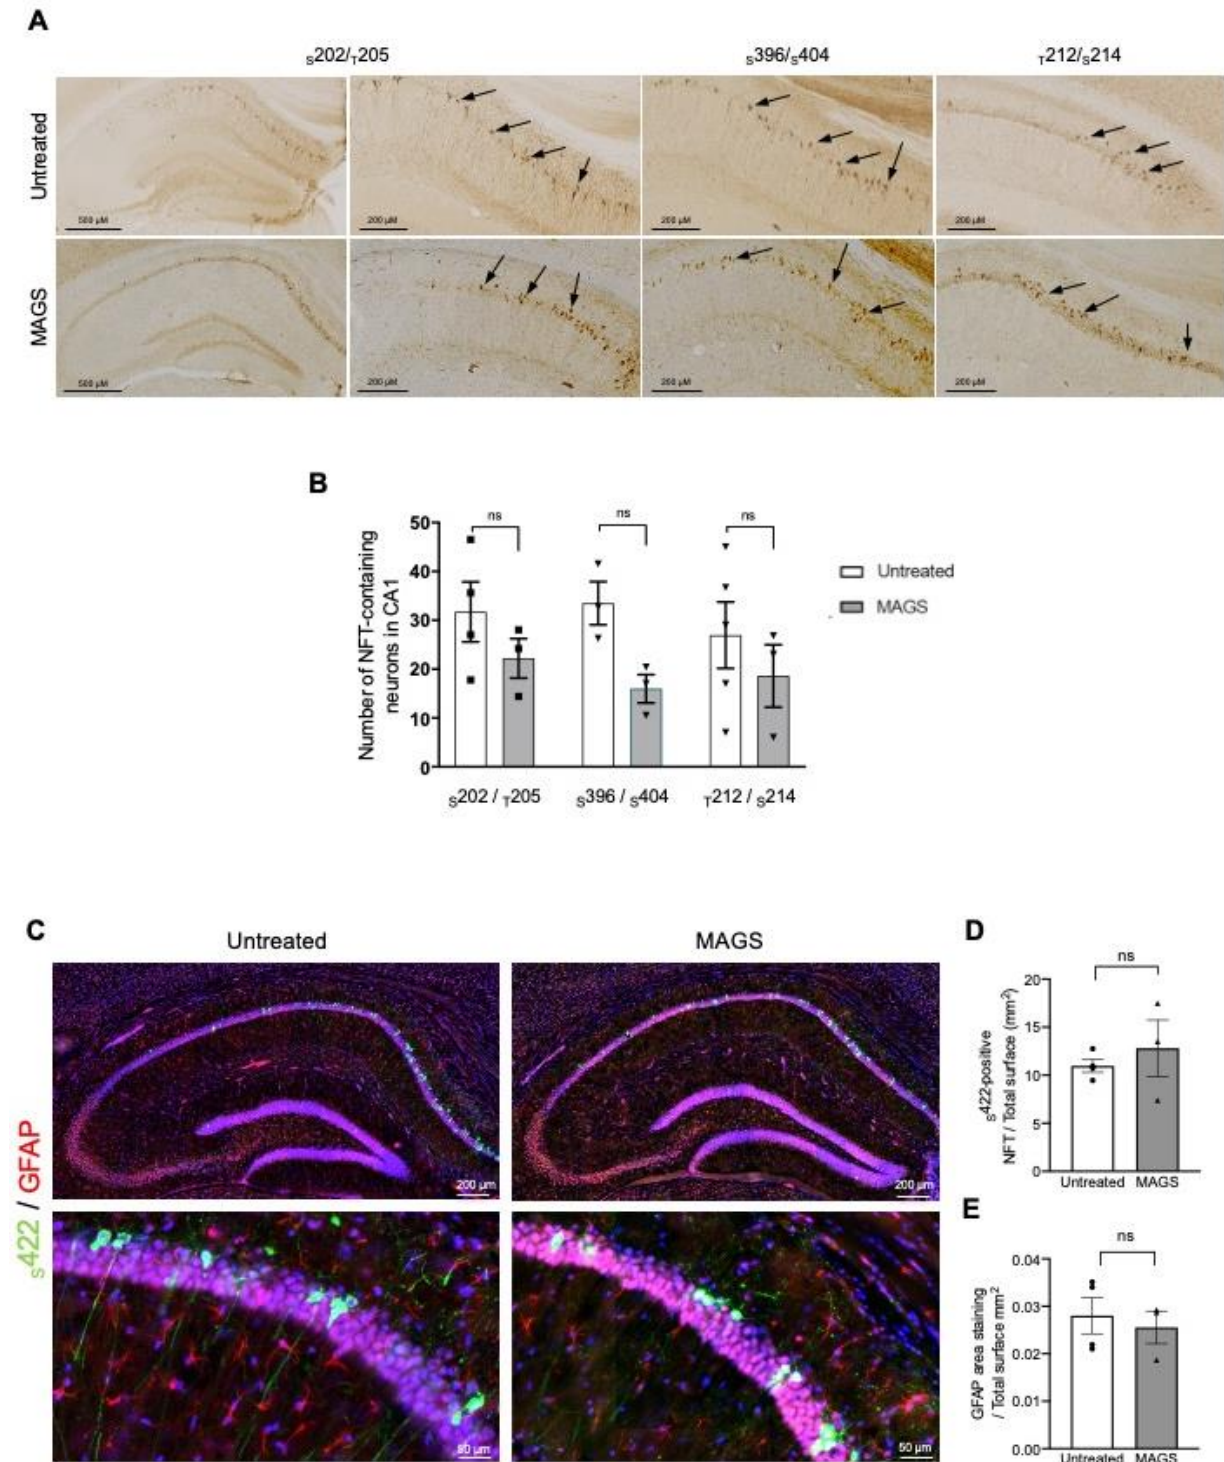 A
S202/T205
S396/S404
T212/S214
Untreated
500 µM
200 µM
200 µM
200 µM
MAGS
500 µM
200 µM
200 µM
200 µM
B
Number of NFT-containing
neurons in CA1
50
40
30
20
10
0
ns
ns
ns
Untreated
MAGS
S202 / T205
S396 / S404
T212 / S214
C
Untreated
MAGS
S422 / GFAP
200 µm
200 µm
50 µm
50 µm
D
ns
S422-positive
NFT / Total surface (mm²)
20
15
10
5
0
Untreated
MAGS
E
ns
GFAP area staining
/ Total surface mm²
0.04
0.03
0.02
0.01
0.00
Untreated
MAGS